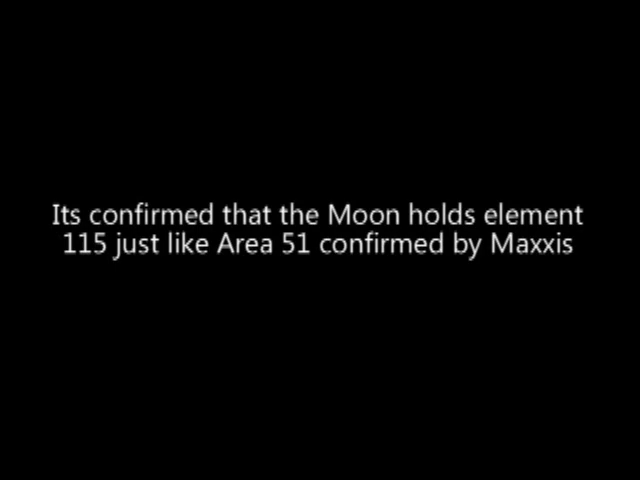 Its confirmed that the Moon holds element
115 just like Area 51 confirmed by Maxxis